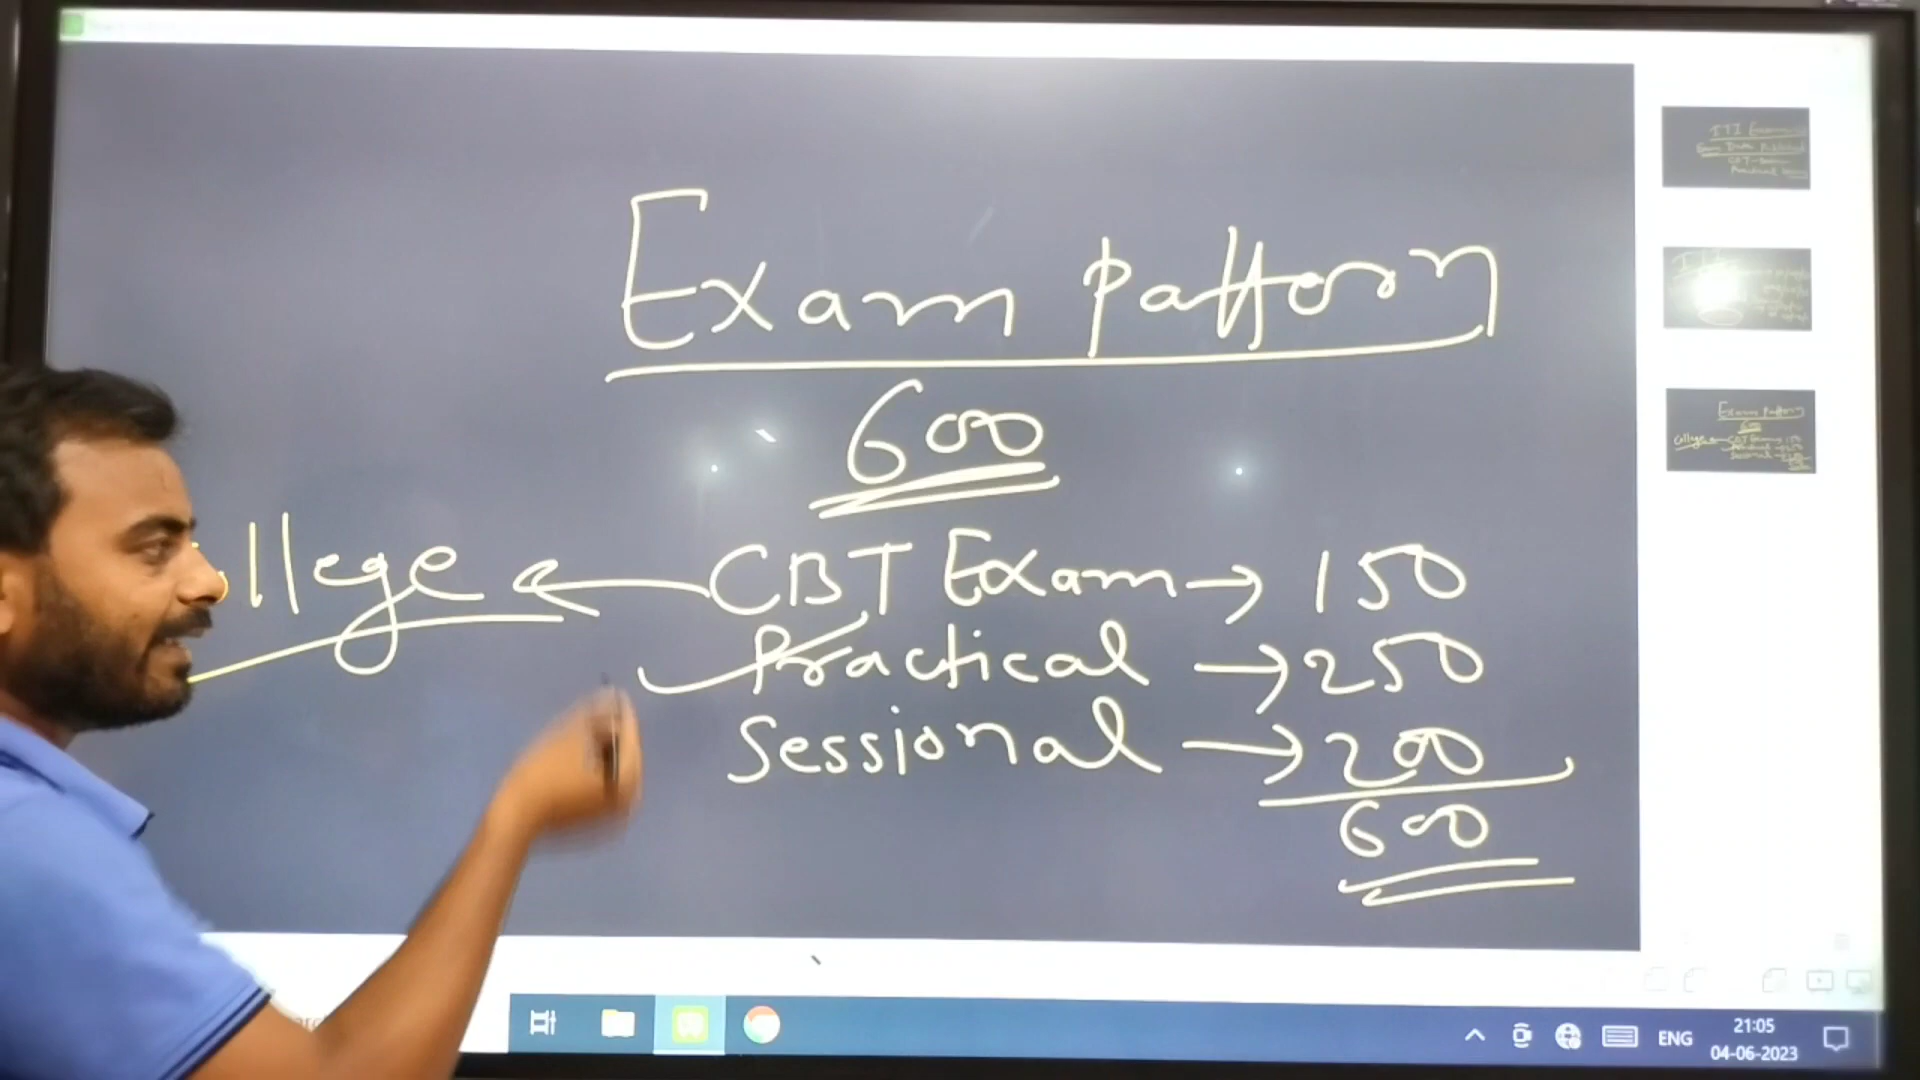 Exam Pattern
600
llege ← CBT Exam → 150
Practical → 250
Sessional → 200
600
ENG
21:05
04-06-2023